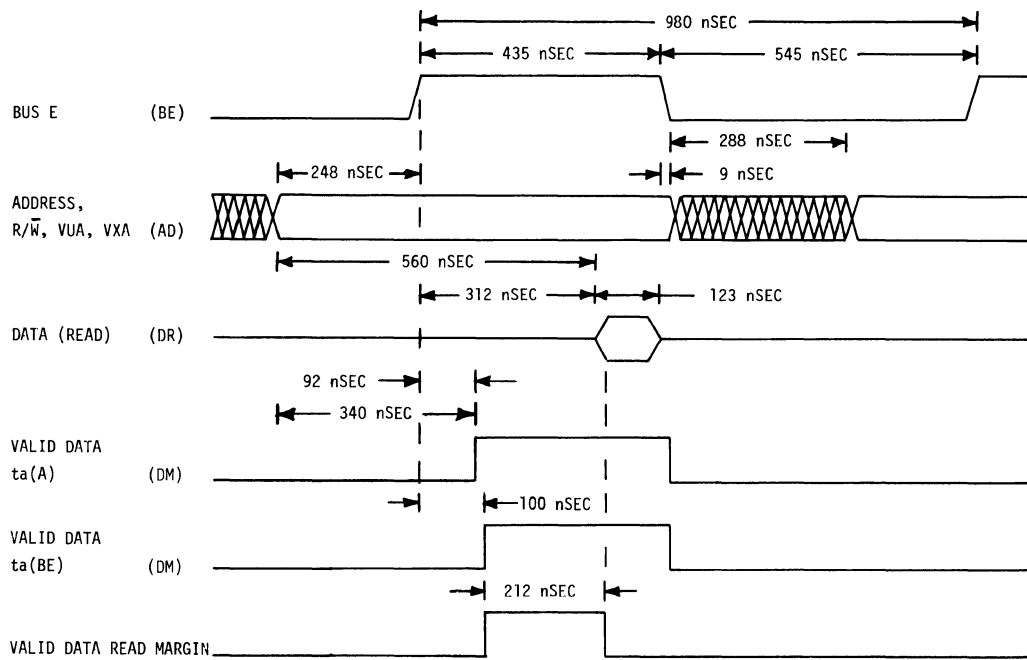 980 nSEC
435 nSEC 545 nSEC
BUS E (BE)
288 nSEC
248 nSEC 9 nSEC
ADDRESS,
R/W̅, VUA, VXA (AD)
560 nSEC
312 nSEC 123 nSEC
DATA (READ) (DR)
92 nSEC
340 nSEC
VALID DATA
ta(A) (DM)
100 nSEC
VALID DATA
ta(BE) (DM)
212 nSEC
VALID DATA READ MARGIN